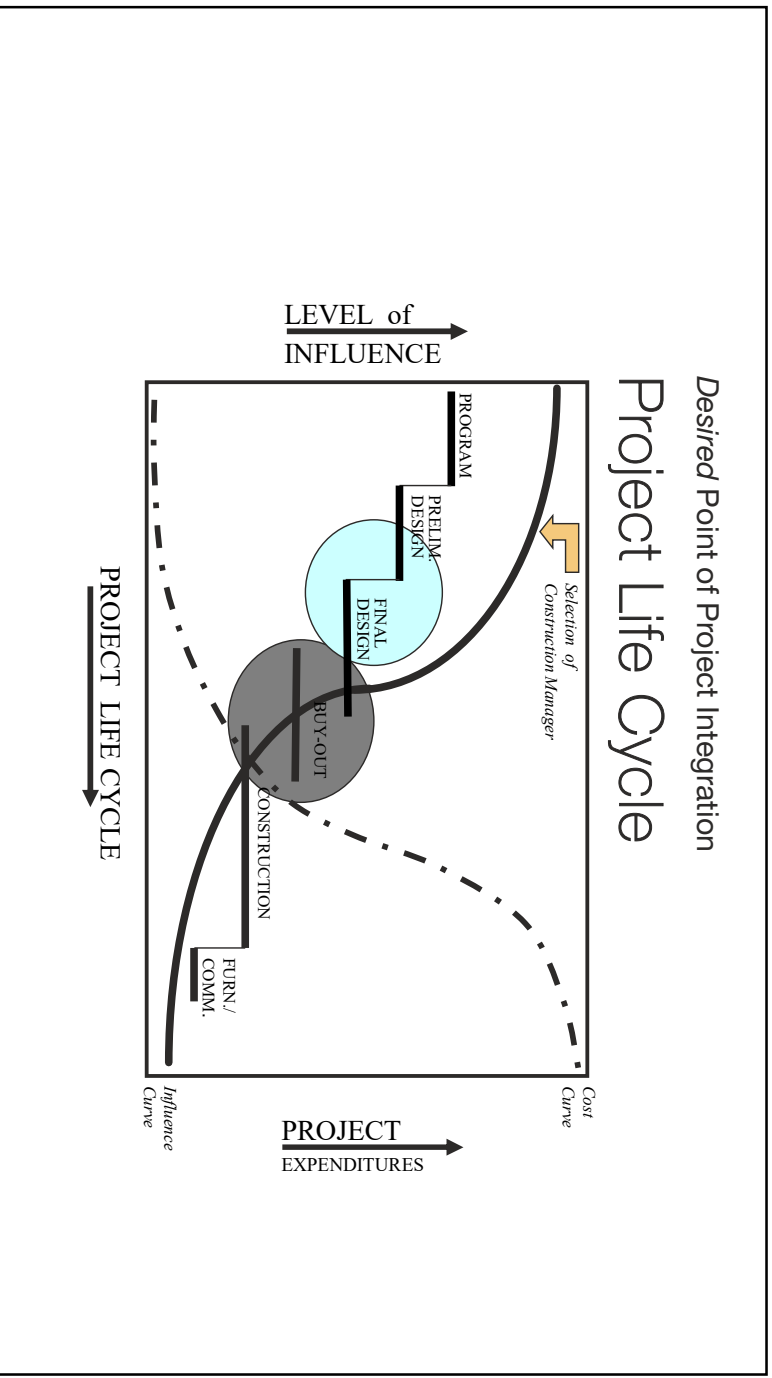 Desired Point of Project Integration
Project Life Cycle
Selection of
Construction Manager
LEVEL of
INFLUENCE
PROGRAM
PRELIM.
DESIGN
FINAL
DESIGN
BUY-OUT
CONSTRUCTION
FURN./
COMM.
Cost
Curve
Influence
Curve
PROJECT
EXPENDITURES
PROJECT LIFE CYCLE